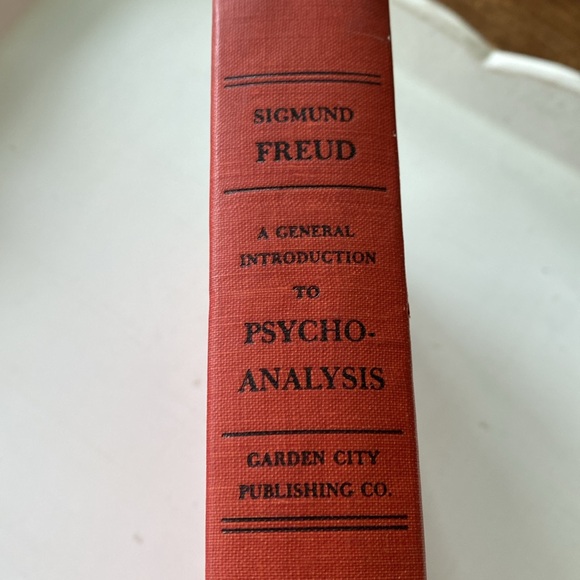 SIGMUND
FREUD
A GENERAL
INTRODUCTION
TO
PSYCHO-
ANALYSIS
GARDEN CITY
PUBLISHING CO.